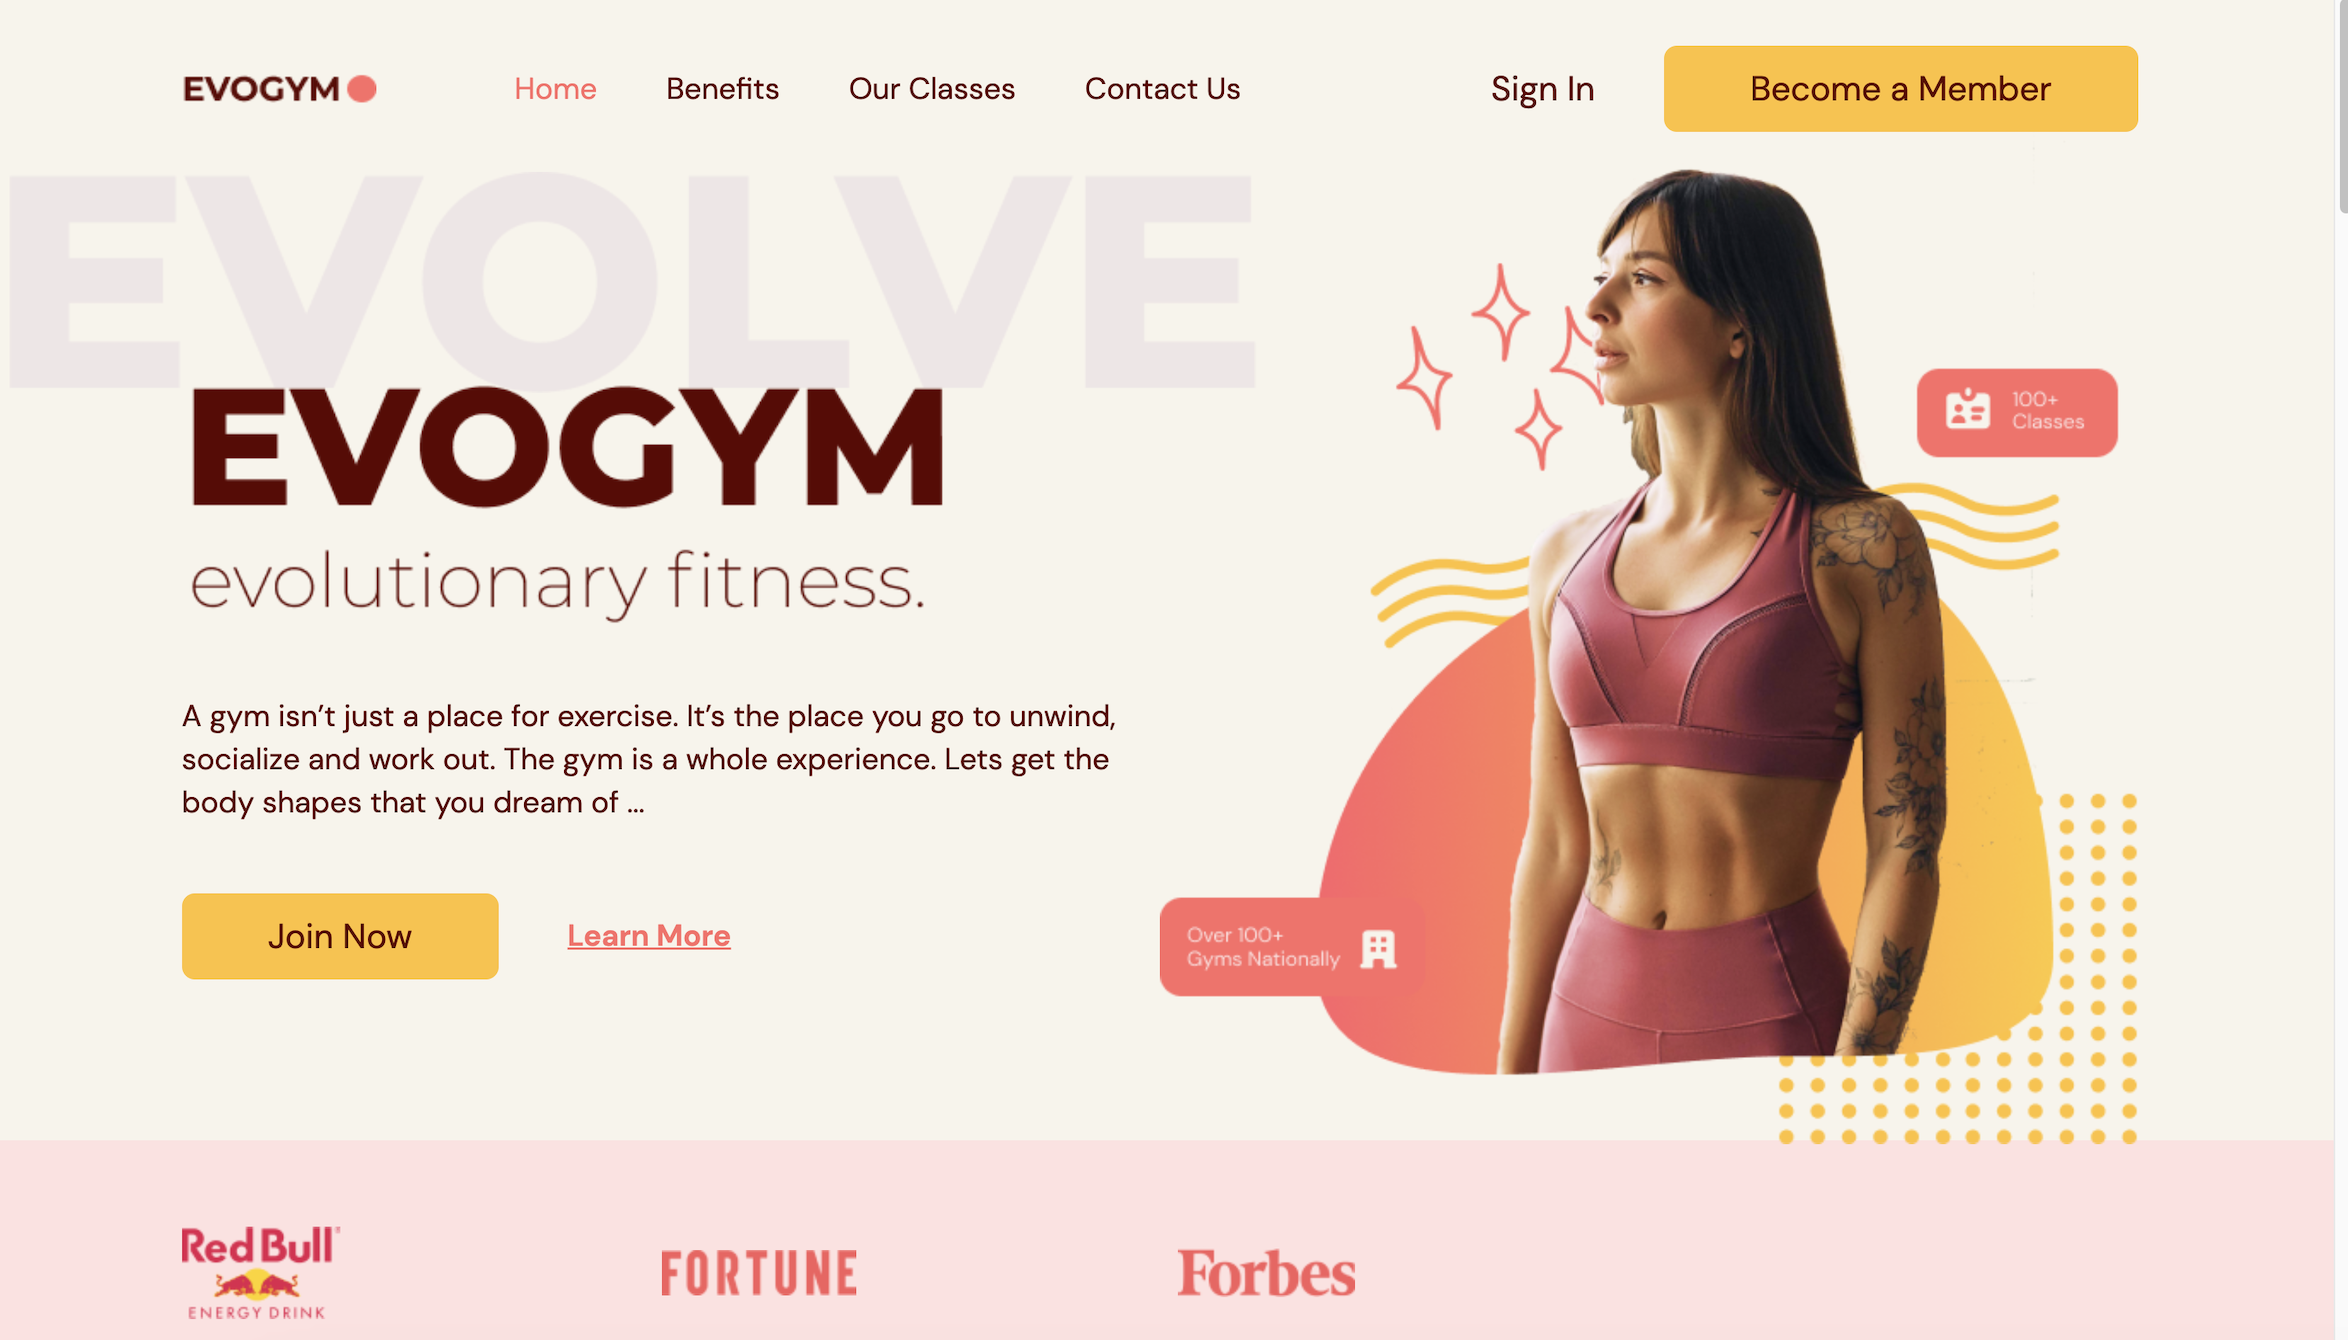 EVOGYM
Home
Benefits
Our Classes
Contact Us
Sign In
Become a Member
EVOLVE
EVOGYM
evolutionary fitness.
100+
Classes
A gym isn’t just a place for exercise. It’s the place you go to unwind,
socialize and work out. The gym is a whole experience. Lets get the
body shapes that you dream of ...
Join Now
Learn More
Over 100+
Gyms Nationally
Red Bull
ENERGY DRINK
FORTUNE
Forbes